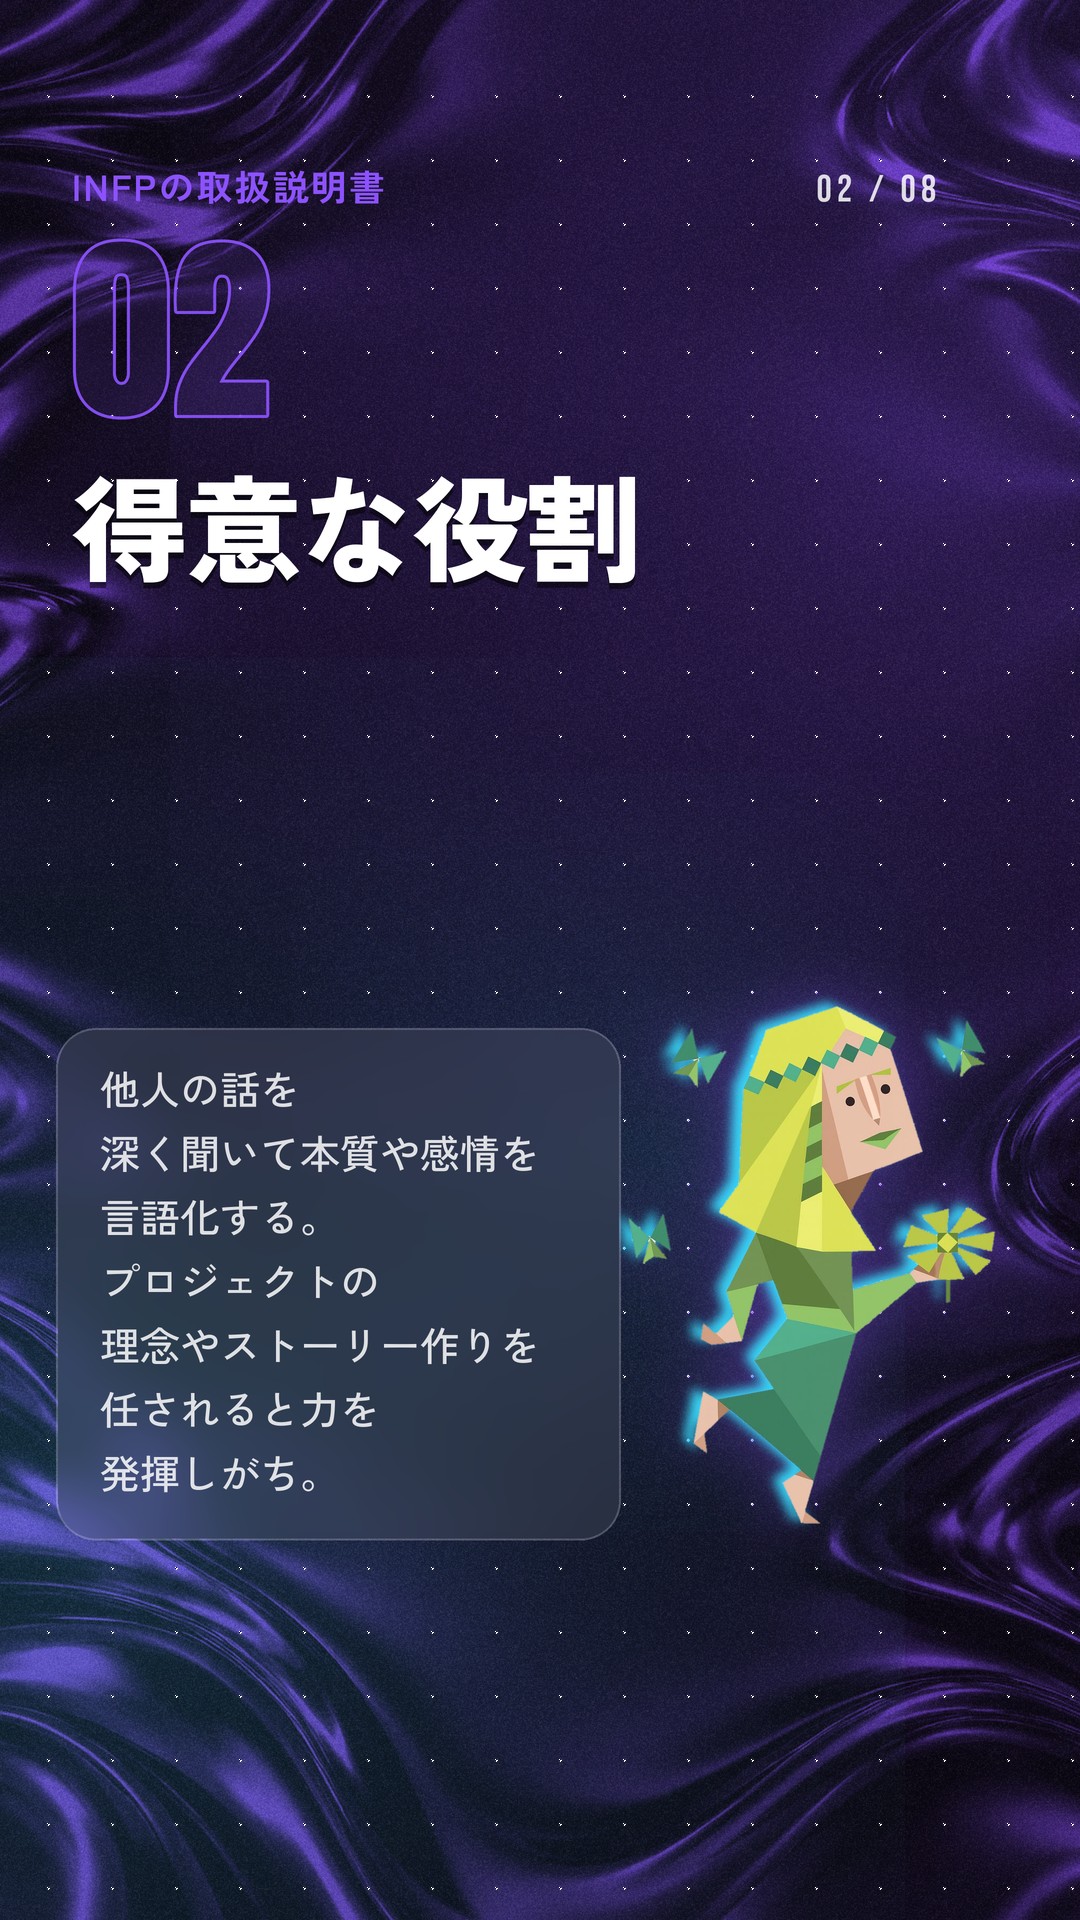 INFPの取扱説明書
02 / 08
02
得意な役割
他人の話を
深く聞いて本質や感情を
言語化する。
プロジェクトの
理念やストーリー作りを
任されると力を
発揮しがち。